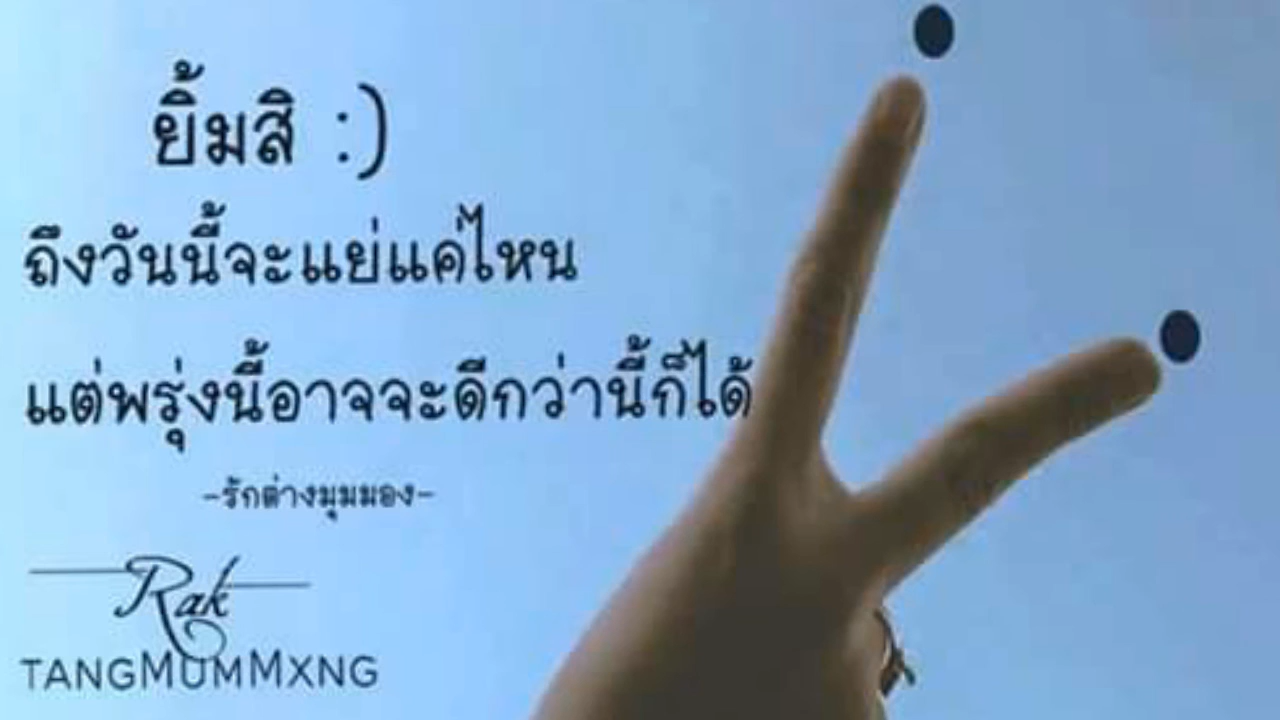 ยิ้มสิ :)
ถึงวันนี้จะแย่แค่ไหน
แต่พรุ่งนี้อาจจะดีกว่านี้ก็ได้
-รักต่างมุมมอง-
Rak
TANGMUMMXNG